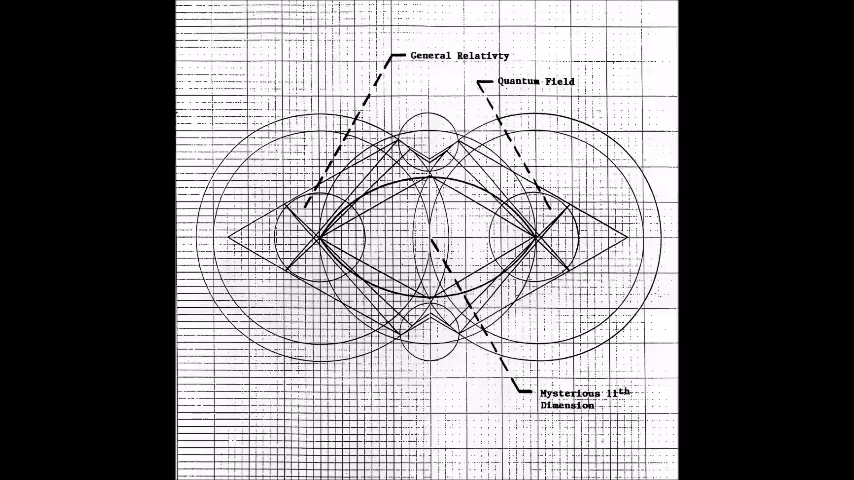 General Relativty
Quantum Field
Mysterious 11th
Dimension